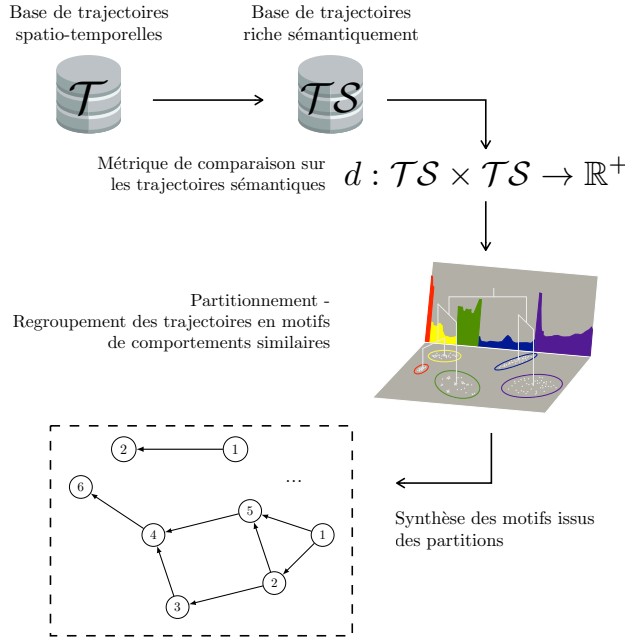 Base de trajectoires
spatio-temporelles
Base de trajectoires
riche sémantiquement
𝒯
𝒯𝒮
Métrique de comparaison sur
les trajectoires sémantiques
d : 𝒯𝒮 × 𝒯𝒮 → ℝ⁺
Partitionnement -
Regroupement des trajectoires en motifs
de comportements similaires
2
1
...
6
5
4
1
2
3
Synthèse des motifs issus
des partitions